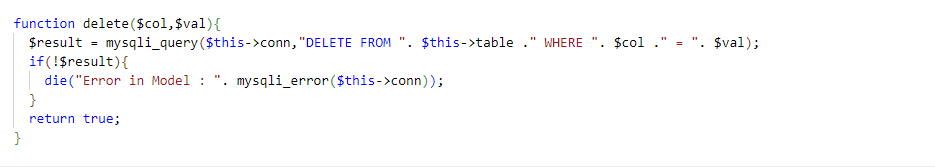 function delete($col,$val){
$result = mysqli_query($this->conn,"DELETE FROM ". $this->table ." WHERE ". $col ." = ". $val);
if(!$result){
die("Error in Model : ". mysqli_error($this->conn));
}
return true;
}